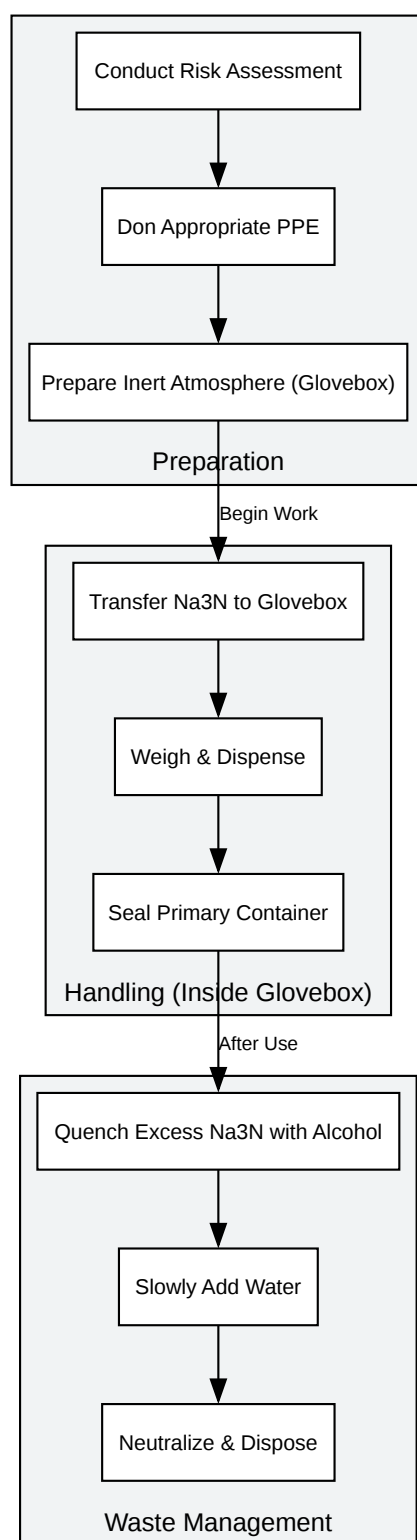 Conduct Risk Assessment
Don Appropriate PPE
Prepare Inert Atmosphere (Glovebox)
Preparation
Begin Work
Transfer Na3N to Glovebox
Weigh & Dispense
Seal Primary Container
Handling (Inside Glovebox)
After Use
Quench Excess Na3N with Alcohol
Slowly Add Water
Neutralize & Dispose
Waste Management